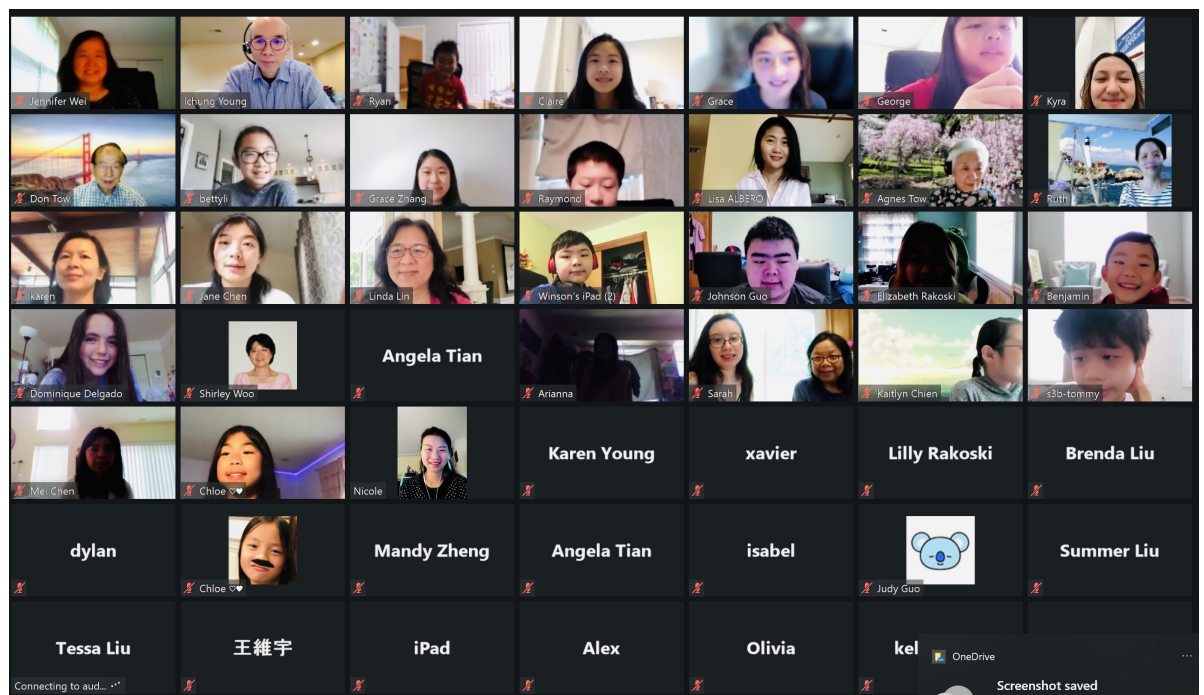 Jennifer Wei
Ichung Young
Ryan
Claire
Grace
George
Kyra
Don Tow
bettyli
Grace Zhang
Raymond
Lisa ALBERO
Agnes Tow
Ruth
karen
Jane Chen
Linda Lin
Winson's iPad (2)
Johnson Guo
Elizabeth Rakoski
Benjamin
Dominique Delgado
Shirley Woo
Angela Tian
Arianna
Sarah
Kaitlyn Chien
s3b-tommy
Mei Chen
Chloe ♡♥
Nicole
Karen Young
xavier
Lilly Rakoski
Brenda Liu
dylan
Chloe ♡♥
Mandy Zheng
Angela Tian
isabel
Judy Guo
Summer Liu
Tessa Liu
Connecting to aud...
王維宇
iPad
Alex
Olivia
kel
OneDrive
Screenshot saved